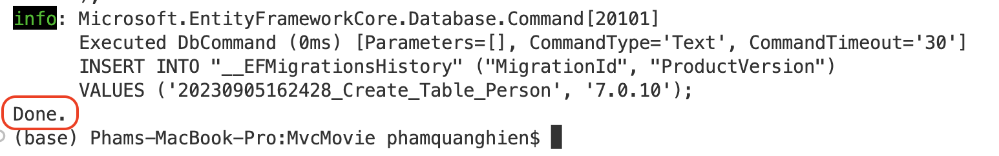 info: Microsoft.EntityFrameworkCore.Database.Command[20101]
Executed DbCommand (0ms) [Parameters=[], CommandType='Text', CommandTimeout='30']
INSERT INTO "__EFMigrationsHistory" ("MigrationId", "ProductVersion")
VALUES ('20230905162428_Create_Table_Person', '7.0.10');
Done.
(base) Phams-MacBook-Pro:MvcMovie phamquanghien$